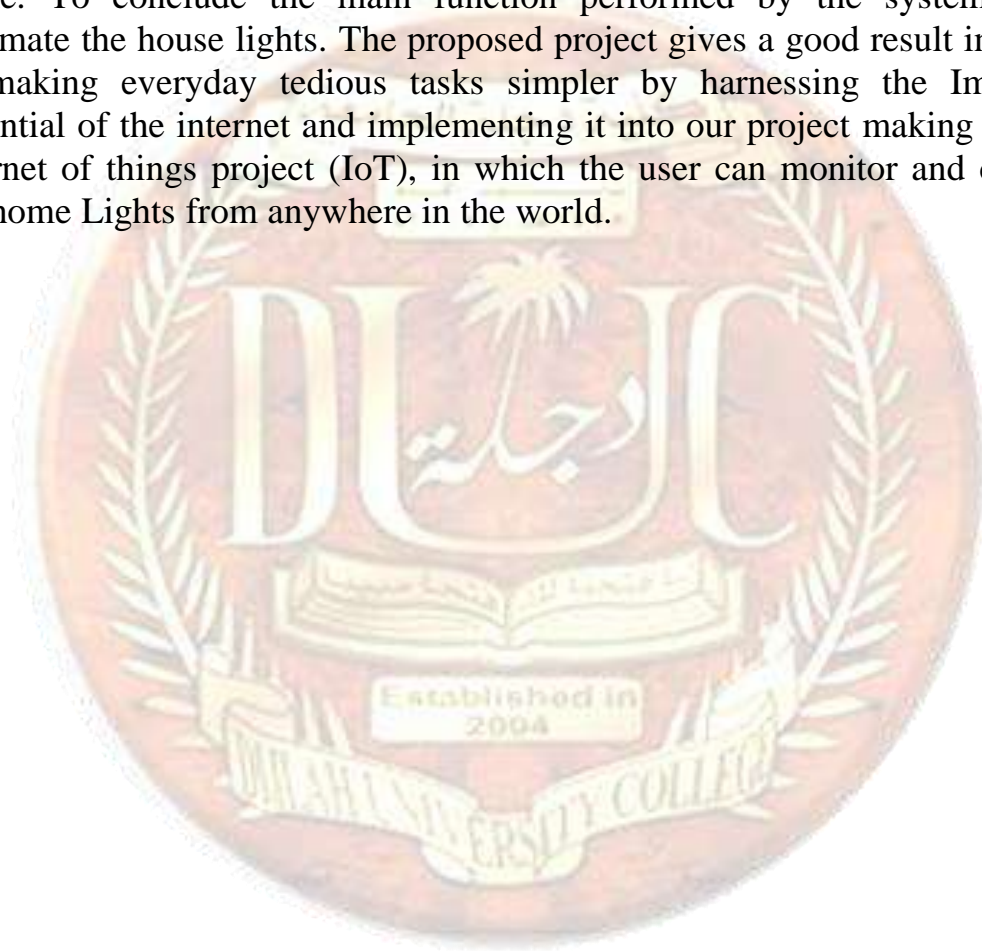 c. To conclude the main function performed by the system
mate the house lights. The proposed project gives a good result in
making everyday tedious tasks simpler by harnessing the Im
ntial of the internet and implementing it into our project making
rnet of things project (IoT), in which the user can monitor and
home Lights from anywhere in the world.
DUC
دجلة
Established in
2004
DIJLAH UNIVERSITY COLLEGE